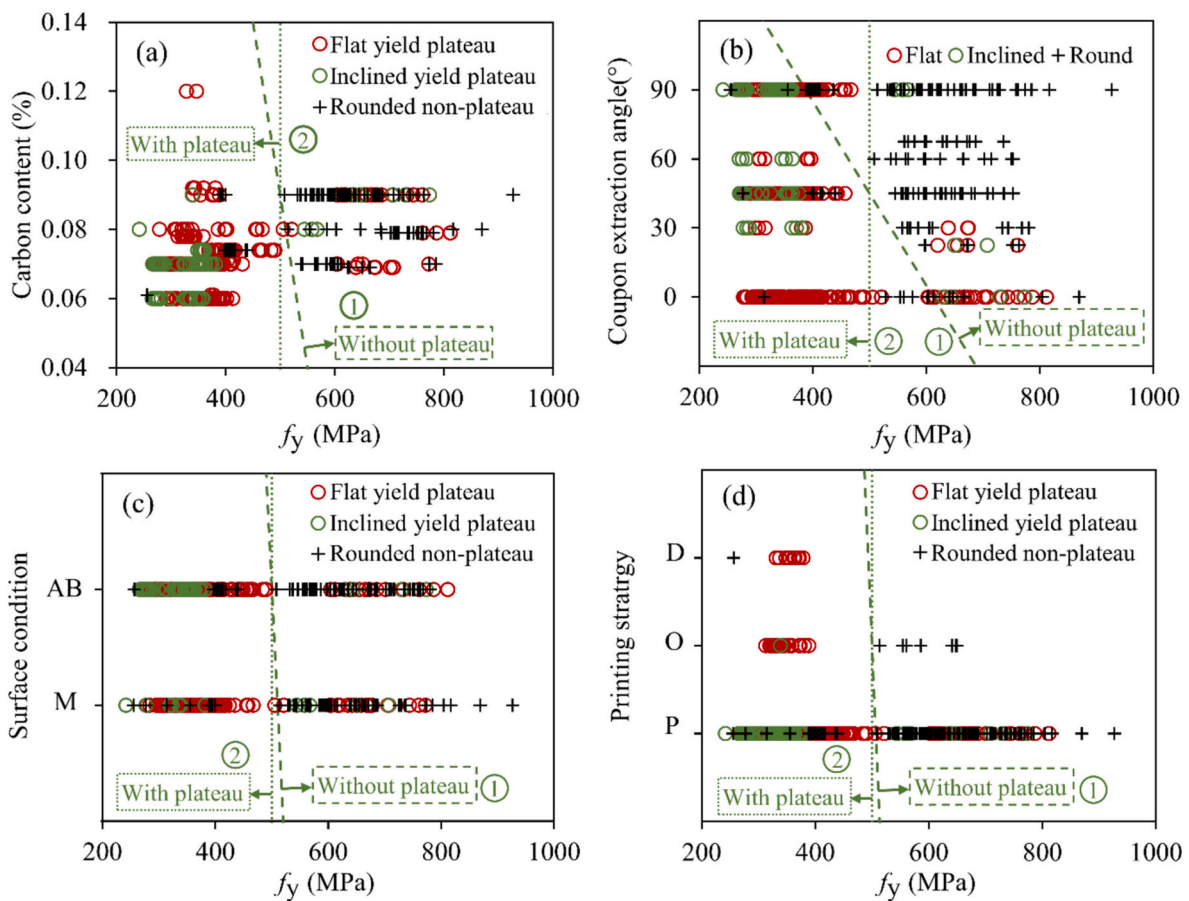 (a)
Flat yield plateau
Inclined yield plateau
Rounded non-plateau
With plateau
②
①
Without plateau
0.14
0.12
0.10
0.08
0.06
0.04
Carbon content (%)
200 400 600 800 1000
fy (MPa)
(b)
Flat Inclined Round
With plateau
②
①
Without plateau
90
60
30
0
Coupon extraction angle(°)
200 400 600 800 1000
fy (MPa)
(c)
Flat yield plateau
Inclined yield plateau
Rounded non-plateau
AB
M
Surface condition
②
With plateau
Without plateau ①
200 400 600 800 1000
fy (MPa)
(d)
Flat yield plateau
Inclined yield plateau
Rounded non-plateau
D
O
P
Printing stratrgy
②
With plateau
Without plateau ①
200 400 600 800 1000
fy (MPa)